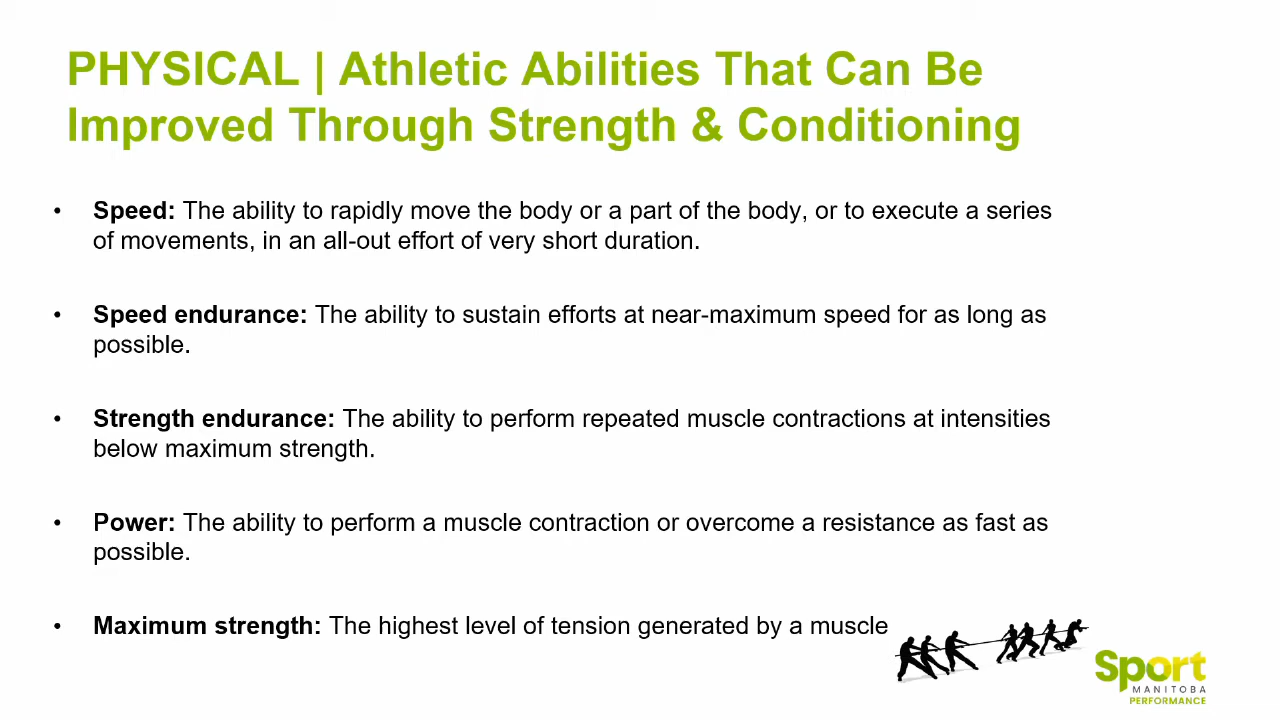 PHYSICAL | Athletic Abilities That Can Be
Improved Through Strength & Conditioning
• Speed: The ability to rapidly move the body or a part of the body, or to execute a series
of movements, in an all-out effort of very short duration.
• Speed endurance: The ability to sustain efforts at near-maximum speed for as long as
possible.
• Strength endurance: The ability to perform repeated muscle contractions at intensities
below maximum strength.
• Power: The ability to perform a muscle contraction or overcome a resistance as fast as
possible.
• Maximum strength: The highest level of tension generated by a muscle
Sport
MANITOBA
PERFORMANCE